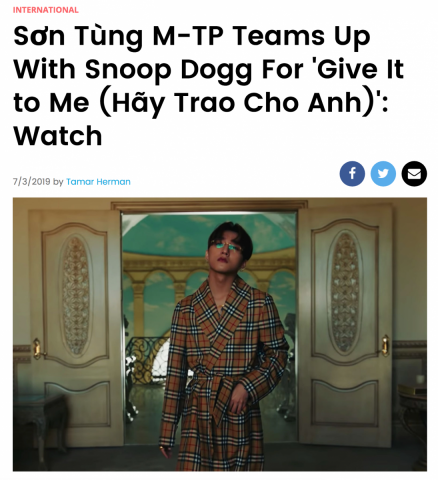 INTERNATIONAL
Sơn Tùng M-TP Teams Up
With Snoop Dogg For 'Give It
to Me (Hãy Trao Cho Anh)':
Watch
7/3/2019 by Tamar Herman